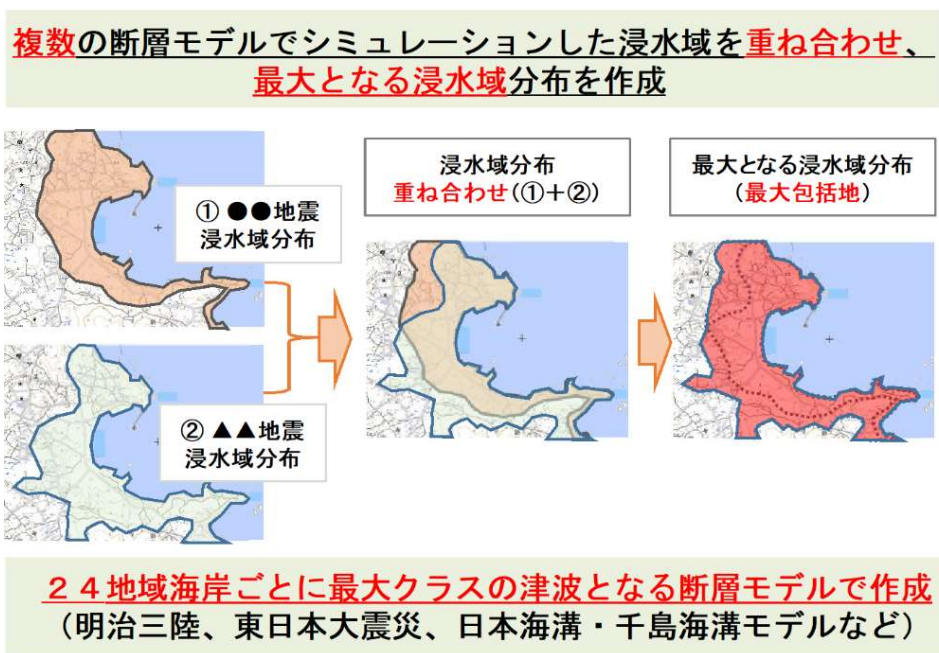 複数の断層モデルでシミュレーションした浸水域を重ね合わせ、
最大となる浸水域分布を作成
① ●●地震
浸水域分布
② ▲▲地震
浸水域分布
浸水域分布
重ね合わせ(①＋②)
最大となる浸水域分布
(最大包括地)
２４地域海岸ごとに最大クラスの津波となる断層モデルで作成
(明治三陸、東日本大震災、日本海溝・千島海溝モデルなど)